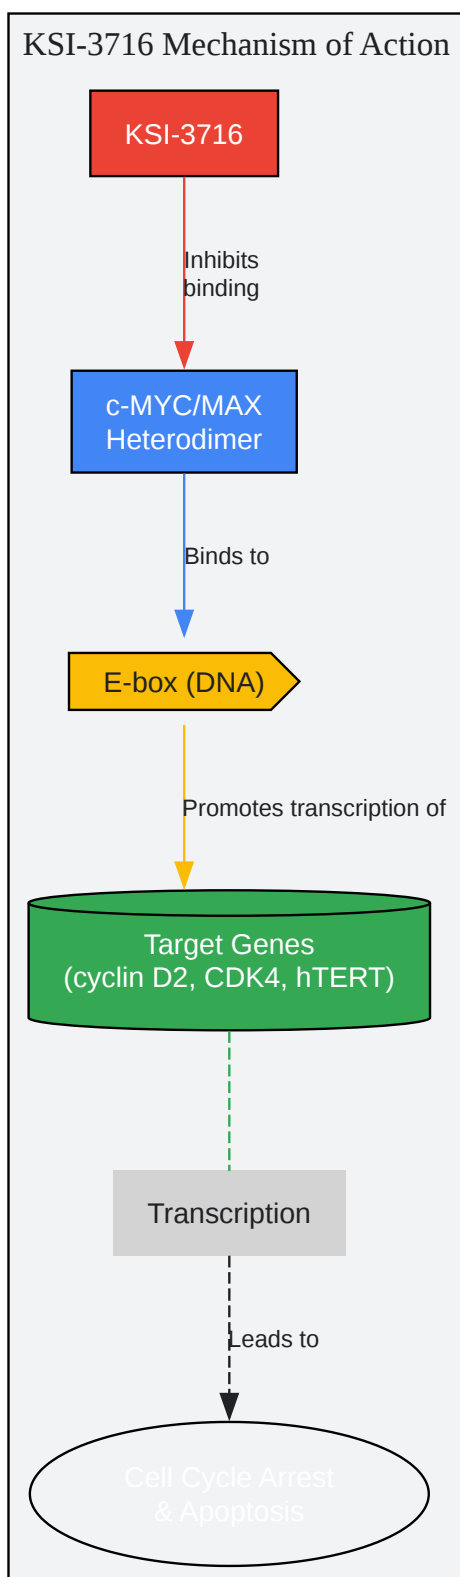 KSI-3716 Mechanism of Action
KSI-3716
Inhibits
binding
c-MYC/MAX
Heterodimer
Binds to
E-box (DNA)
Promotes transcription of
Target Genes
(cyclin D2, CDK4, hTERT)
Transcription
Leads to
Cell Cycle Arrest
& Apoptosis